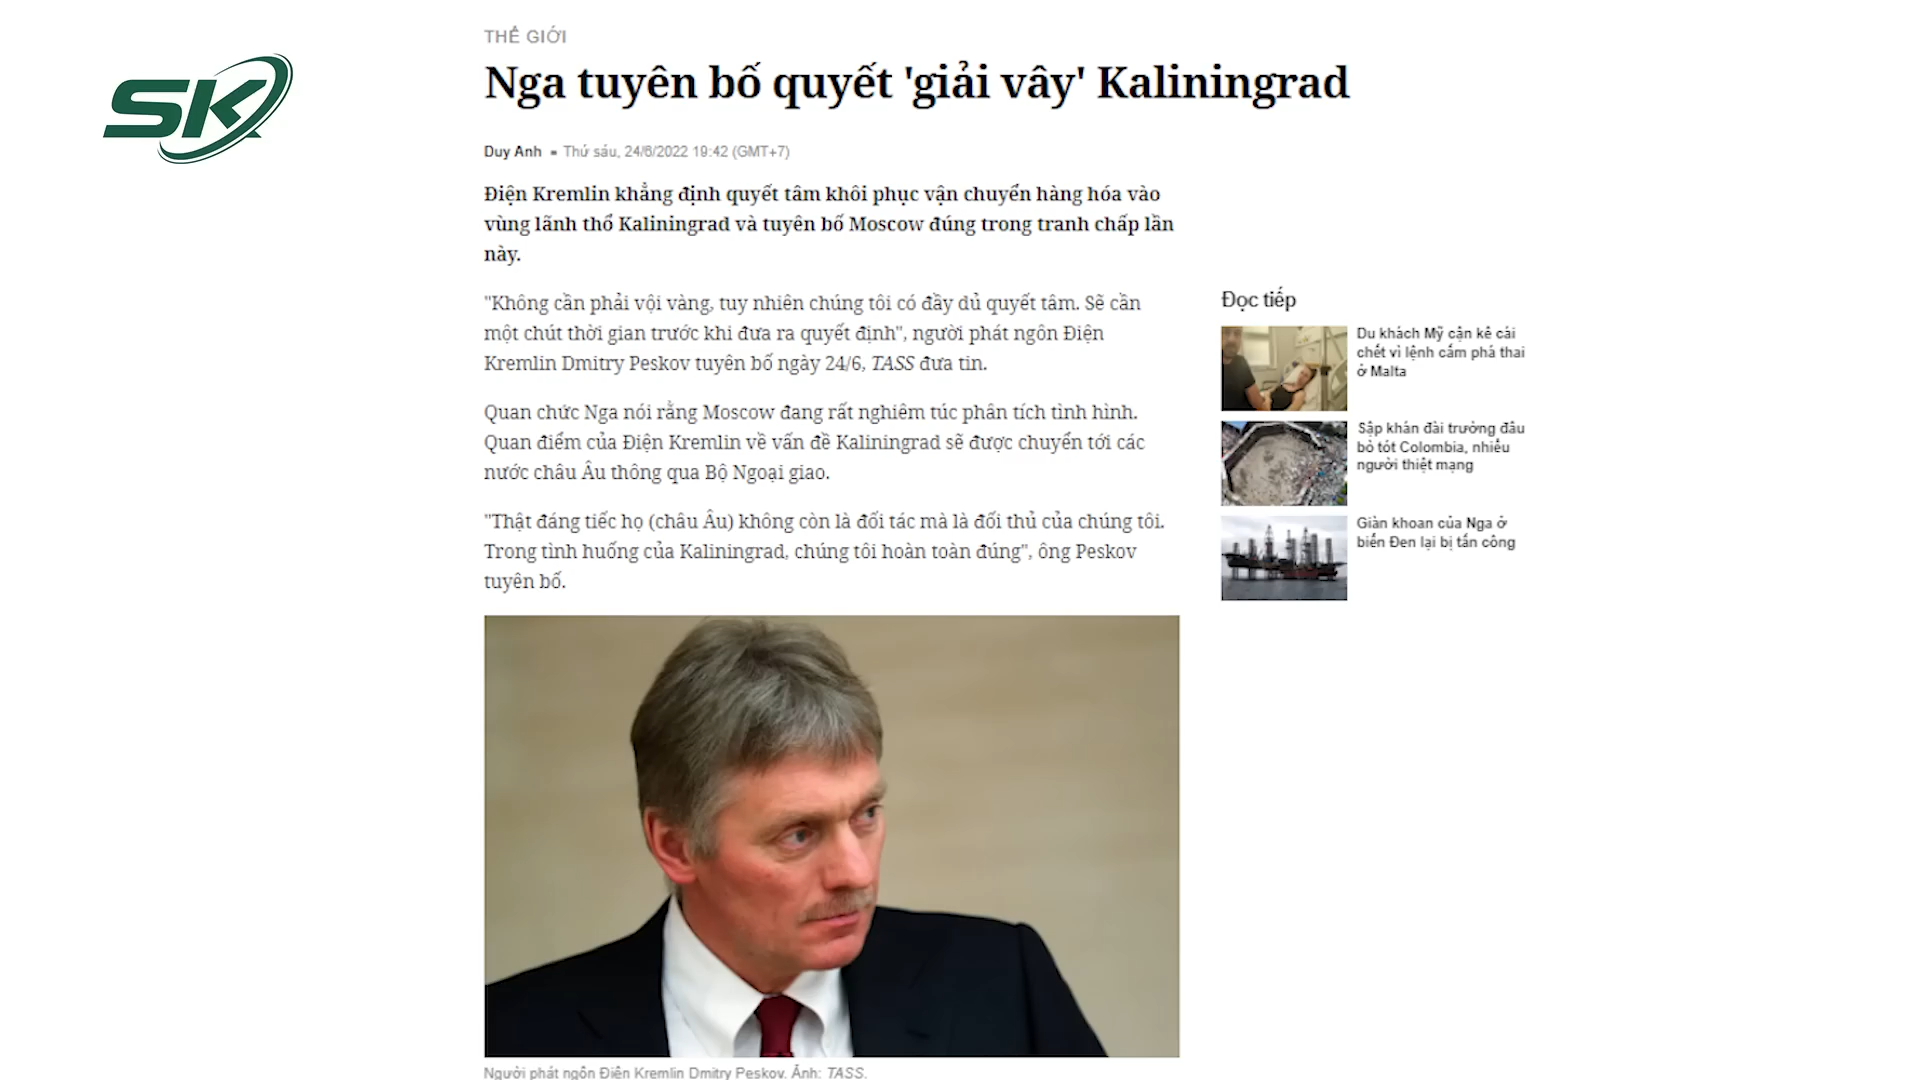 SK
THẾ GIỚI
Nga tuyên bố quyết 'giải vây' Kaliningrad
Duy Anh Thứ sáu, 24/6/2022 19:42 (GMT+7)
Điện Kremlin khẳng định quyết tâm khôi phục vận chuyển hàng hóa vào
vùng lãnh thổ Kaliningrad và tuyên bố Moscow đúng trong tranh chấp lần
này.
"Không cần phải vội vàng, tuy nhiên chúng tôi có đầy đủ quyết tâm. Sẽ cần
một chút thời gian trước khi đưa ra quyết định", người phát ngôn Điện
Kremlin Dmitry Peskov tuyên bố ngày 24/6, TASS đưa tin.
Quan chức Nga nói rằng Moscow đang rất nghiêm túc phân tích tình hình.
Quan điểm của Điện Kremlin về vấn đề Kaliningrad sẽ được chuyển tới các
nước châu Âu thông qua Bộ Ngoại giao.
"Thật đáng tiếc họ (châu Âu) không còn là đối tác mà là đối thủ của chúng tôi.
Trong tình huống của Kaliningrad, chúng tôi hoàn toàn đúng", ông Peskov
tuyên bố.
Người phát ngôn Điện Kremlin Dmitry Peskov. Ảnh: TASS.
Đọc tiếp
Du khách Mỹ cận kề cái
chết vì lệnh cấm phá thai
ở Malta
Sập khán đài trường đấu
bò tót Colombia, nhiều
người thiệt mạng
Giàn khoan của Nga ở
biển Đen lại bị tấn công